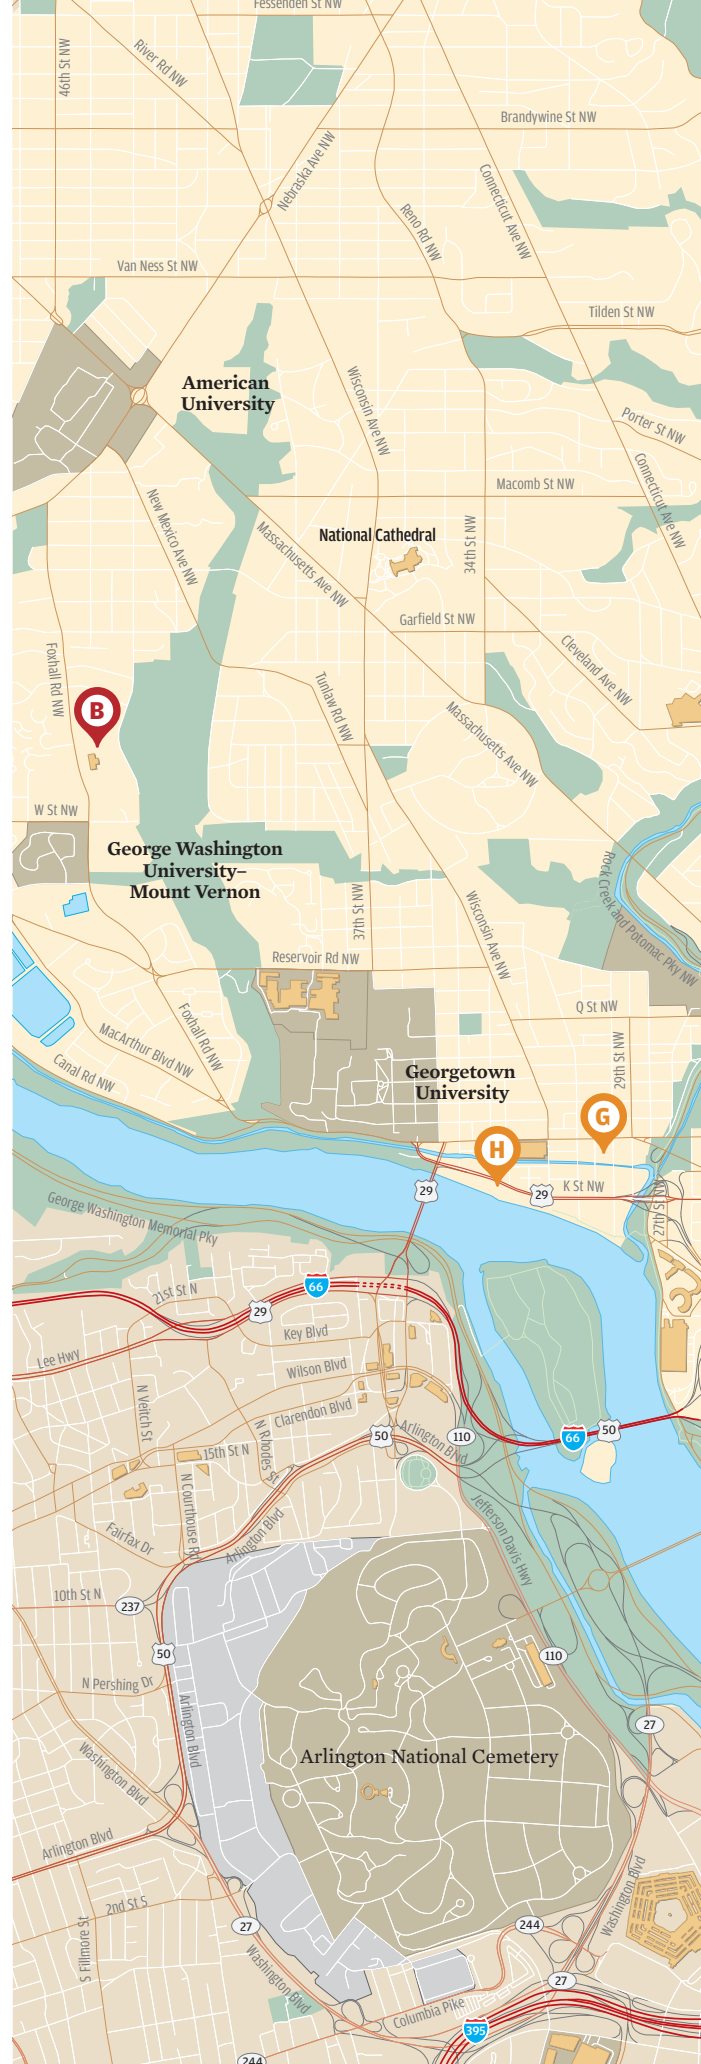 Fessenden St NW
46th St NW
River Rd NW
Brandywine St NW
Nebraska Ave NW
Connecticut Ave NW
Reno Rd NW
Van Ness St NW
Tilden St NW
American
University
Wisconsin Ave NW
Porter St NW
Connecticut Ave NW
Macomb St NW
New Mexico Ave NW
Massachusetts Ave NW
National Cathedral
34th St NW
Garfield St NW
Cleveland Ave NW
Foxhall Rd NW
B
Tunlaw Rd NW
Massachusetts Ave NW
W St NW
George Washington
University–
Mount Vernon
Rock Creek and Potomac Pky NW
37th St NW
Wisconsin Ave NW
Reservoir Rd NW
Q St NW
Foxhall Rd NW
MacArthur Blvd NW
Canal Rd NW
29th St NW
Georgetown
University
G
H
29
29
K St NW
27th St NW
George Washington Memorial Pky
66
21st St N
29
Key Blvd
Lee Hwy
Wilson Blvd
N Veitch St
Clarendon Blvd
N Rhodes St
50
Arlington Blvd
110
66
50
15th St N
N Courthouse Rd
Jefferson Davis Hwy
Fairfax Dr
Arlington Blvd
10th St N
237
50
110
N Pershing Dr
Arlington Blvd
27
Washington Blvd
Arlington National Cemetery
Arlington Blvd
Washington Blvd
2nd St S
S Fillmore St
27
244
Washington Blvd
27
Columbia Pike
395
244